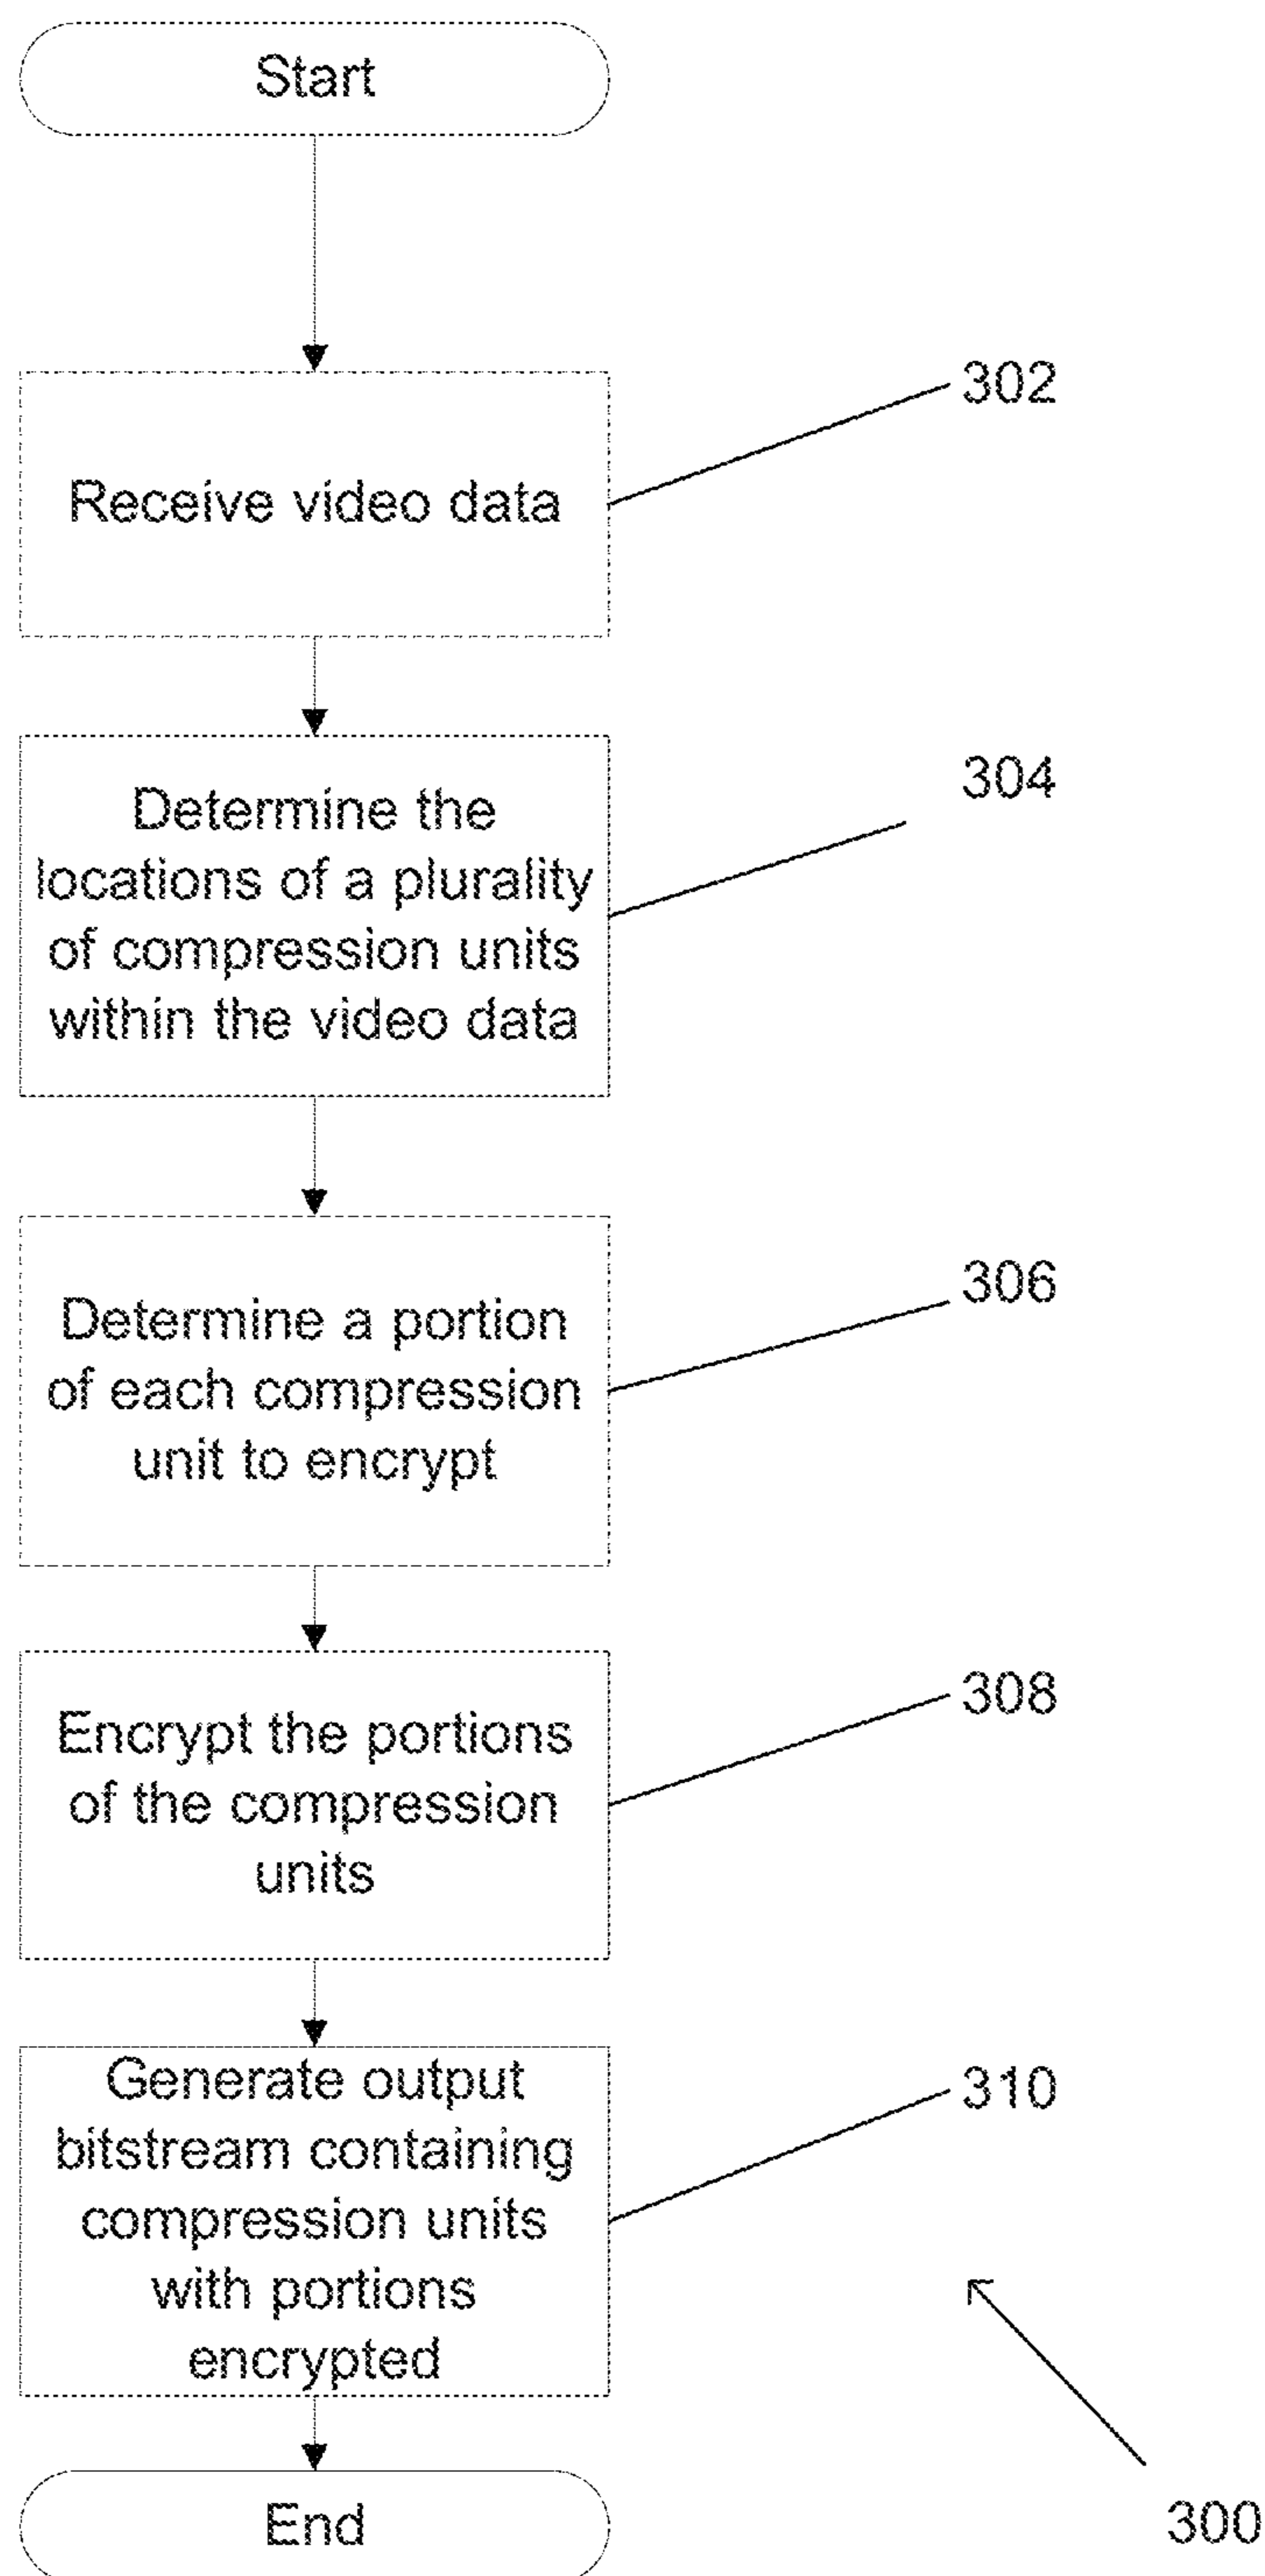 Start
302
Receive video data
304
Determine the
locations of a plurality
of compression units
within the video data
306
Determine a portion
of each compression
unit to encrypt
308
Encrypt the portions
of the compression
units
310
Generate output
bitstream containing
compression units
with portions
encrypted
End
300